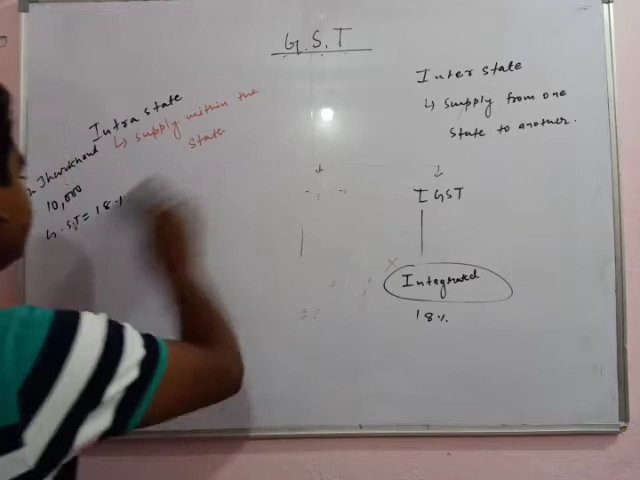 G.S.T
Intra state
↳ supply within the
state
Jharkhand
10,000
G.S.T = 18%
Inter state
↳ supply from one
state to another.
↓
↓
IGST
Integrated
18%